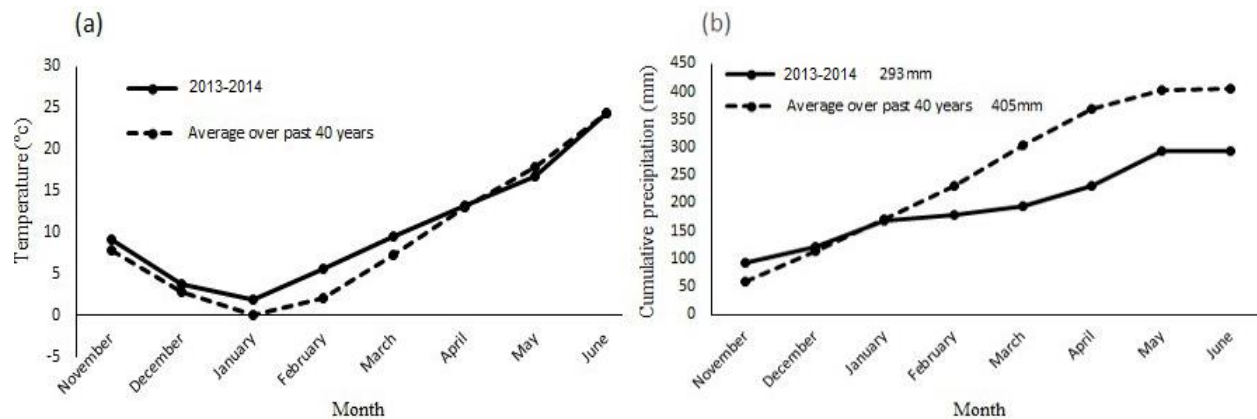 (a)
Temperature (°c)
30
25
20
15
10
5
0
-5
2013-2014
Average over past 40 years
November
December
January
February
March
April
May
June
Month
(b)
Cumulative precipitation (mm)
450
400
350
300
250
200
150
100
50
0
2013-2014 293mm
Average over past 40 years 405mm
November
December
January
February
March
April
May
June
Month